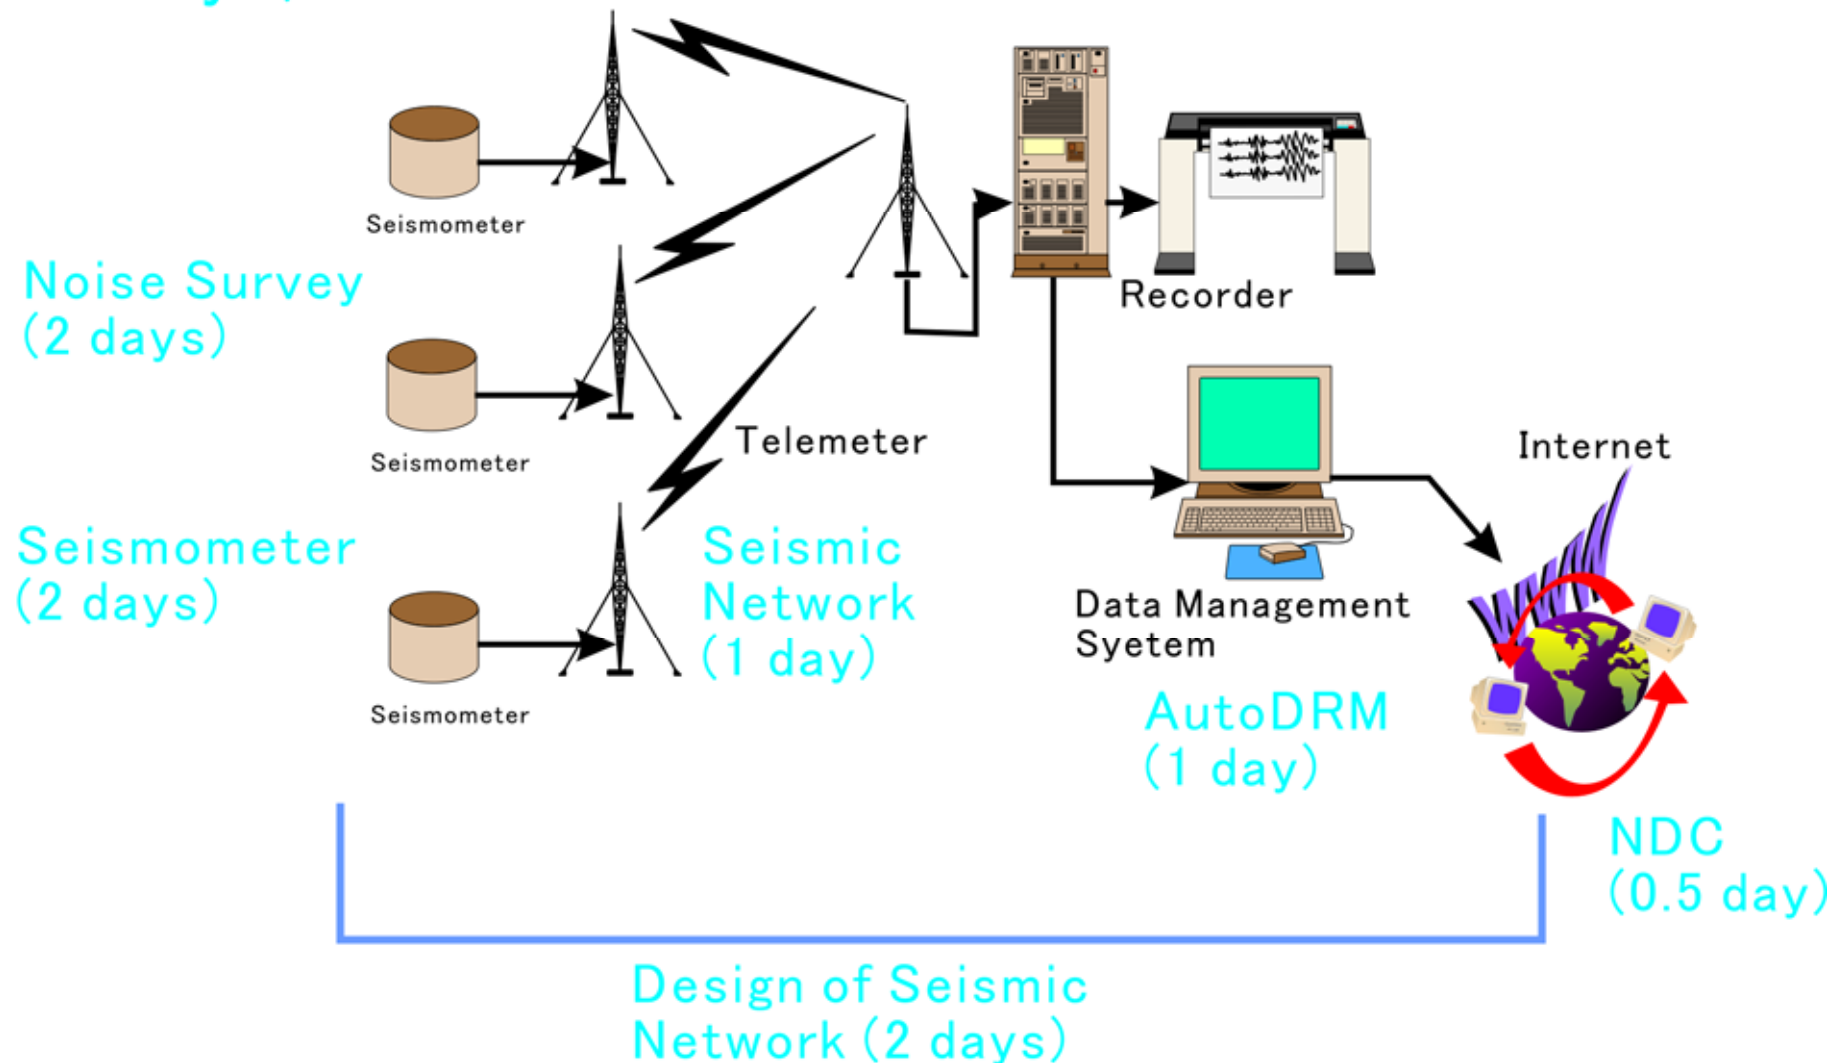 Seismometer
Noise Survey
(2 days)
Recorder
Telemeter
Internet
Seismometer
Seismometer
(2 days)
Seismic
Network
(1 day)
Data Management
Syetem
Seismometer
AutoDRM
(1 day)
NDC
(0.5 day)
Design of Seismic
Network (2 days)